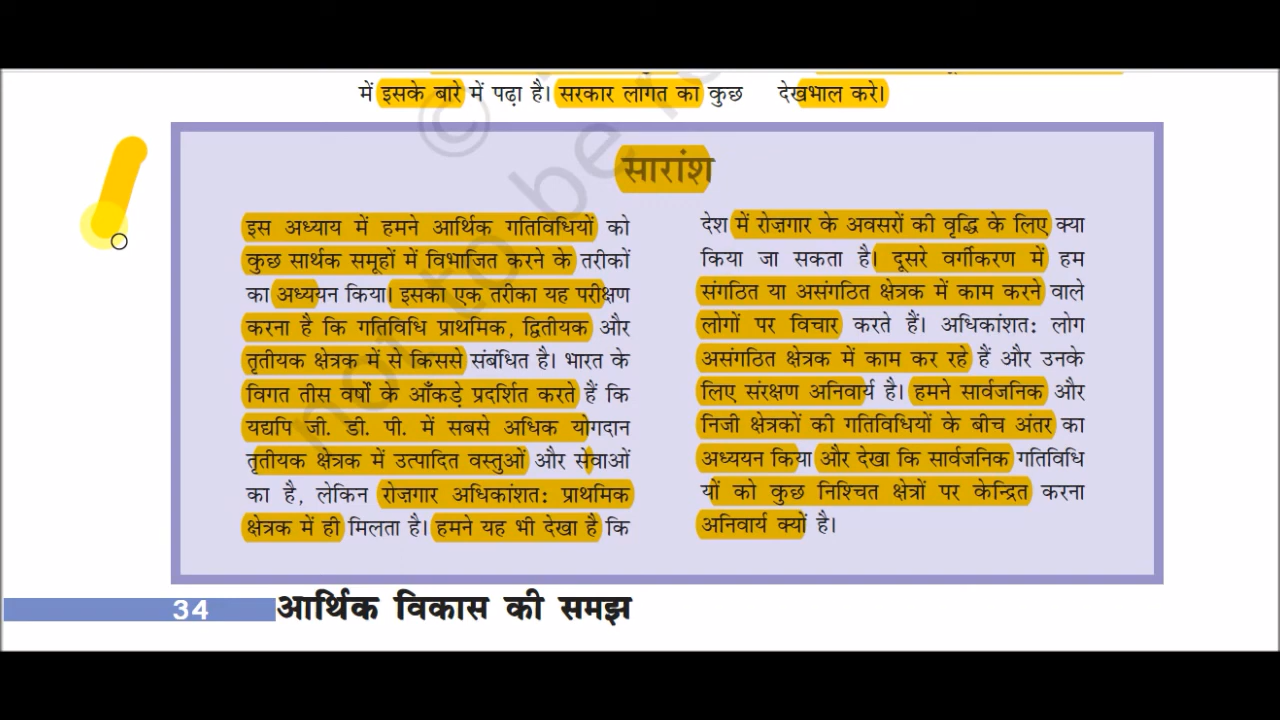 में इसके बारे में पढ़ा है। सरकार लागत का कुछ
देखभाल करे।
सारांश
इस अध्याय में हमने आर्थिक गतिविधियों को
कुछ सार्थक समूहों में विभाजित करने के तरीकों
का अध्ययन किया। इसका एक तरीका यह परीक्षण
करना है कि गतिविधि प्राथमिक, द्वितीयक और
तृतीयक क्षेत्रक में से किससे संबंधित है। भारत के
विगत तीस वर्षों के आँकड़े प्रदर्शित करते हैं कि
यद्यपि जी. डी. पी. में सबसे अधिक योगदान
तृतीयक क्षेत्रक में उत्पादित वस्तुओं और सेवाओं
का है, लेकिन रोज़गार अधिकांशत: प्राथमिक
क्षेत्रक में ही मिलता है। हमने यह भी देखा है कि
देश में रोजगार के अवसरों की वृद्धि के लिए क्या
किया जा सकता है। दूसरे वर्गीकरण में हम
संगठित या असंगठित क्षेत्रक में काम करने वाले
लोगों पर विचार करते हैं। अधिकांशत: लोग
असंगठित क्षेत्रक में काम कर रहे हैं और उनके
लिए संरक्षण अनिवार्य है। हमने सार्वजनिक और
निजी क्षेत्रकों की गतिविधियों के बीच अंतर का
अध्ययन किया और देखा कि सार्वजनिक गतिविधि
यों को कुछ निश्चित क्षेत्रों पर केन्द्रित करना
अनिवार्य क्यों है।
34 आर्थिक विकास की समझ
© not to be